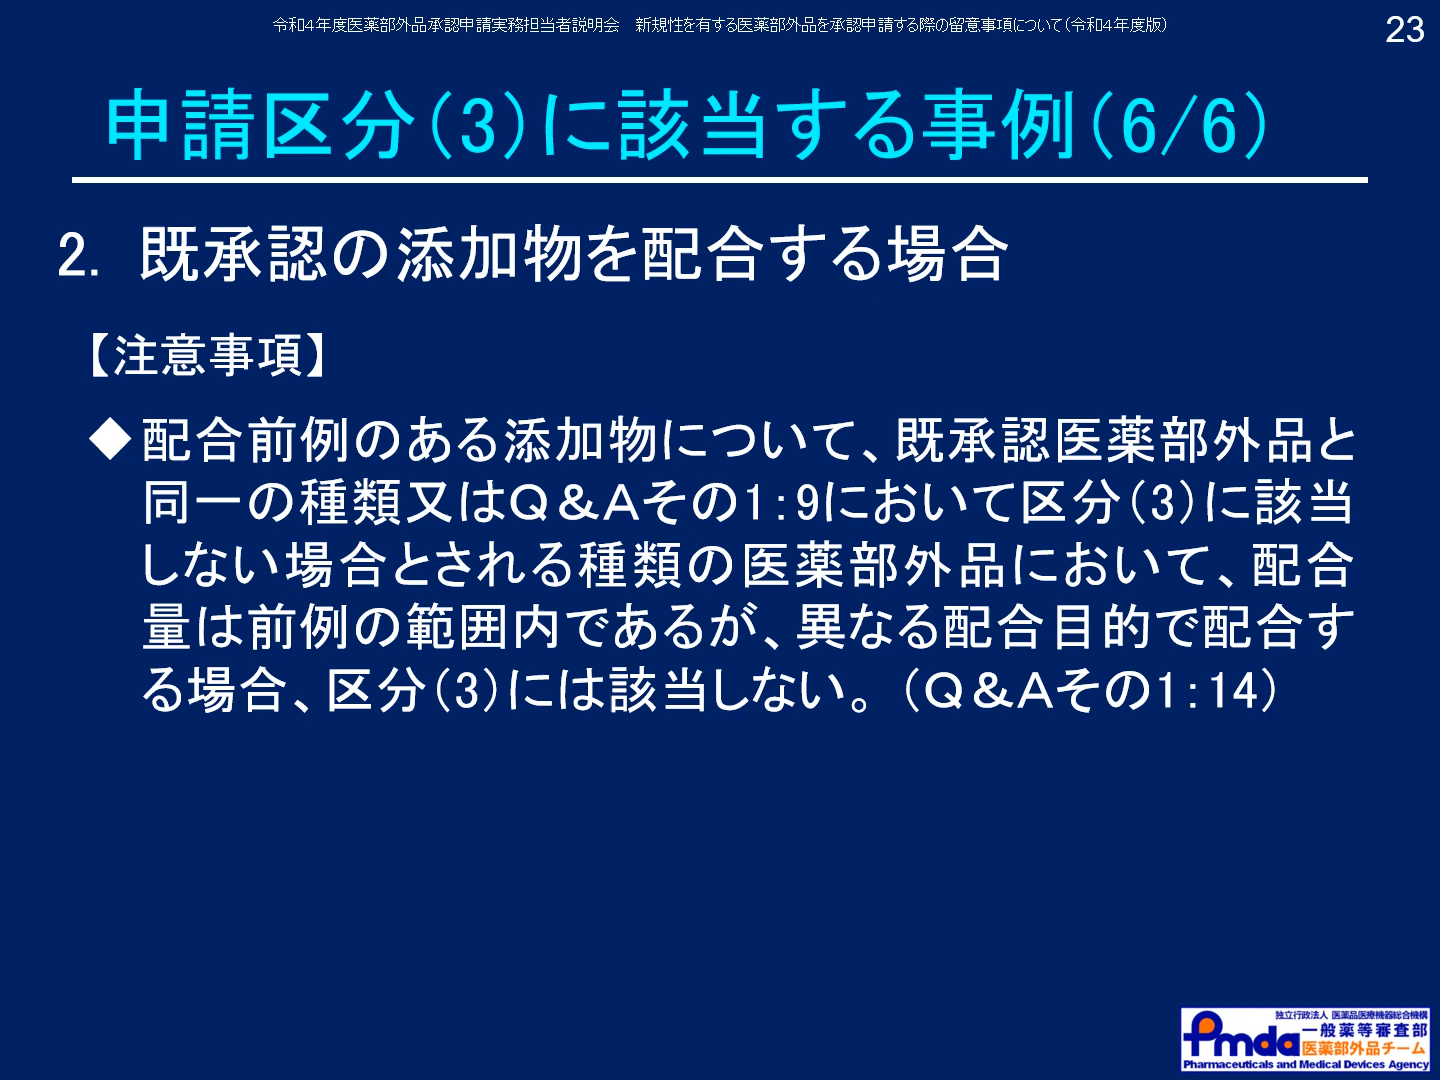 令和４年度医薬部外品承認申請実務担当者説明会　新規性を有する医薬部外品を承認申請する際の留意事項について（令和４年度版）
23
申請区分（3）に該当する事例（6/6）
2. 既承認の添加物を配合する場合
【注意事項】
◆配合前例のある添加物について、既承認医薬部外品と
同一の種類又はＱ＆Ａその1：9において区分（3）に該当
しない場合とされる種類の医薬部外品において、配合
量は前例の範囲内であるが、異なる配合目的で配合す
る場合、区分（3）には該当しない。（Ｑ＆Ａその1：14）
独立行政法人 医薬品医療機器総合機構
Pmda 一般薬等審査部
医薬部外品チーム
Pharmaceuticals and Medical Devices Agency